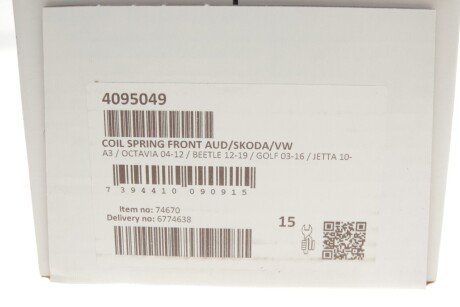 4095049
COIL SPRING FRONT AUD/SKODA/VW
A3 / OCTAVIA 04-12 / BEETLE 12-19 / GOLF 03-16 / JETTA 10-
7 394410 090915
Item no: 74670
Delivery no: 6774638
15